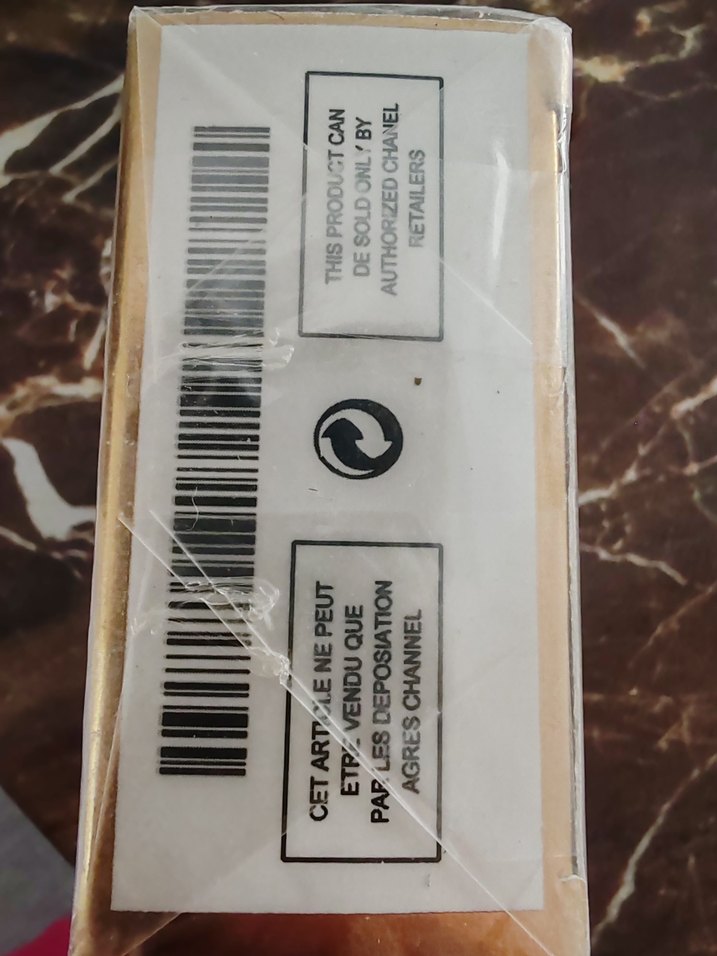 THIS PRODUCT CAN
DE SOLD ONLY BY
AUTHORIZED CHANEL
RETAILERS
CET ARTICLE NE PEUT
ETRE VENDU QUE
PAR LES DEPOSIATION
AGRES CHANNEL